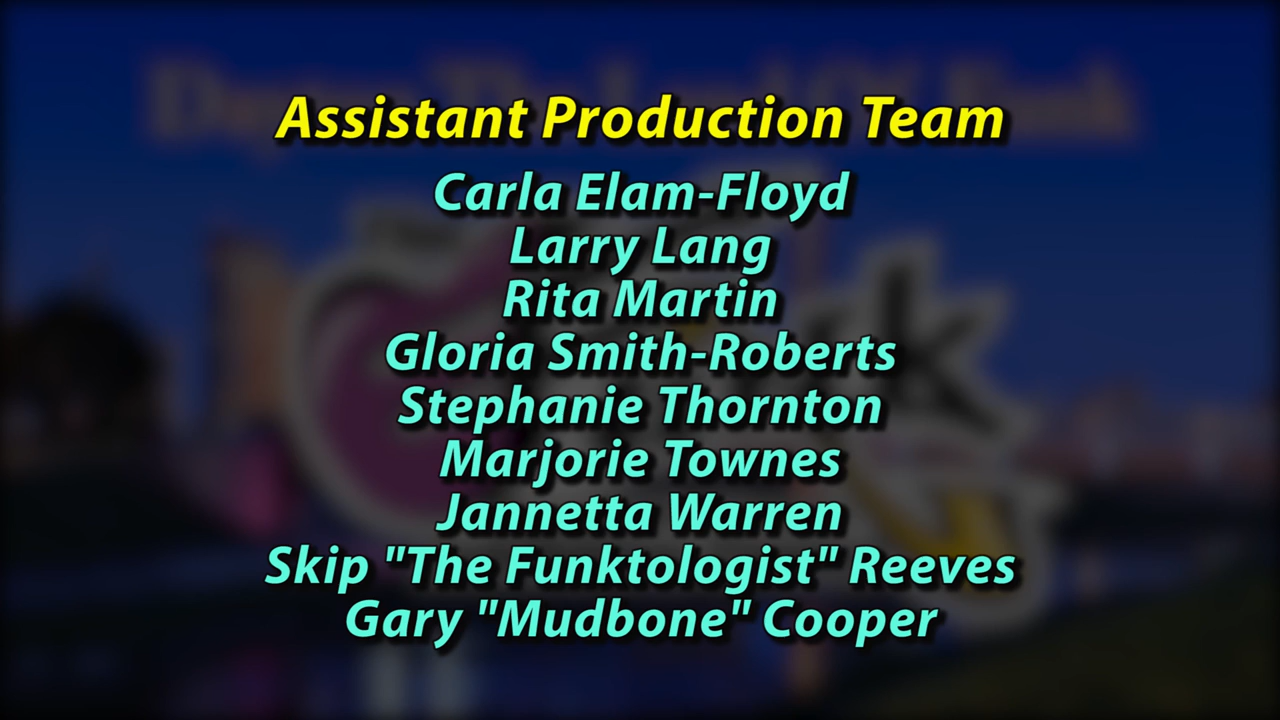 Assistant Production Team
Carla Elam-Floyd
Larry Lang
Rita Martin
Gloria Smith-Roberts
Stephanie Thornton
Marjorie Townes
Jannetta Warren
Skip "The Funktologist" Reeves
Gary "Mudbone" Cooper